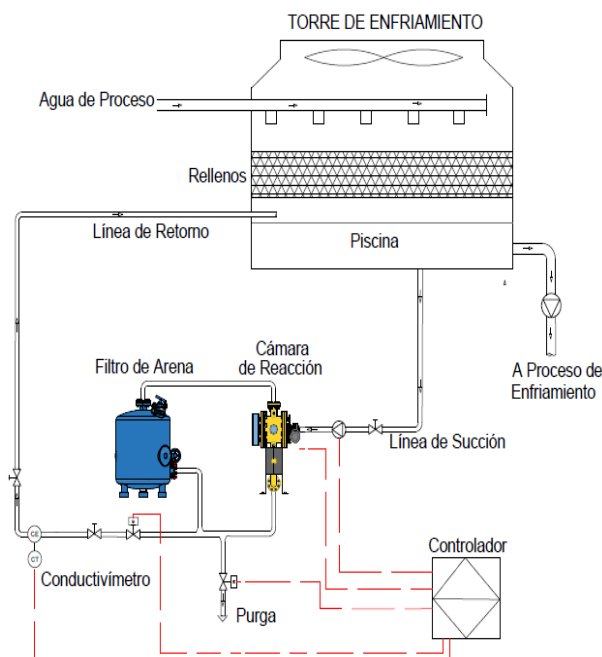 TORRE DE ENFRIAMIENTO
Agua de Proceso
Rellenos
Línea de Retorno
Piscina
A Proceso de
Enfriamiento
Cámara
de Reacción
Filtro de Arena
Línea de Succión
CE
CT
Conductivímetro
Controlador
Purga